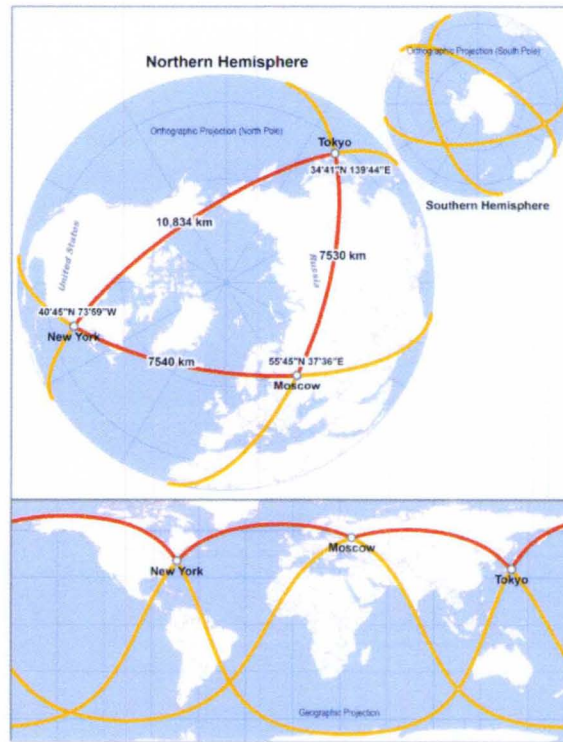 Northern Hemisphere
Orthographic Projection (South Pole)
Orthographic Projection (North Pole)
Tokyo
34'41"N 139'44"E
Southern Hemisphere
10,834 km
United States
7530 km
Russia
40'45"N 73'59"W
New York
7540 km
55'45"N 37'36"E
Moscow
New York
Moscow
Tokyo
Geographic Projection